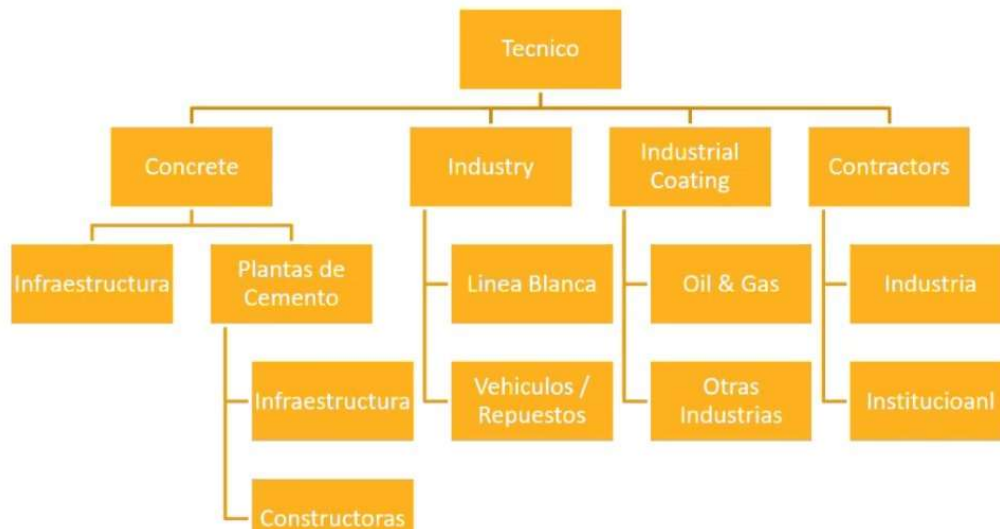 Tecnico
Concrete
Industry
Industrial
Coating
Contractors
Infraestructura
Plantas de
Cemento
Linea Blanca
Oil & Gas
Industria
Infraestructura
Vehiculos /
Repuestos
Otras
Industrias
Institucioanl
Constructoras